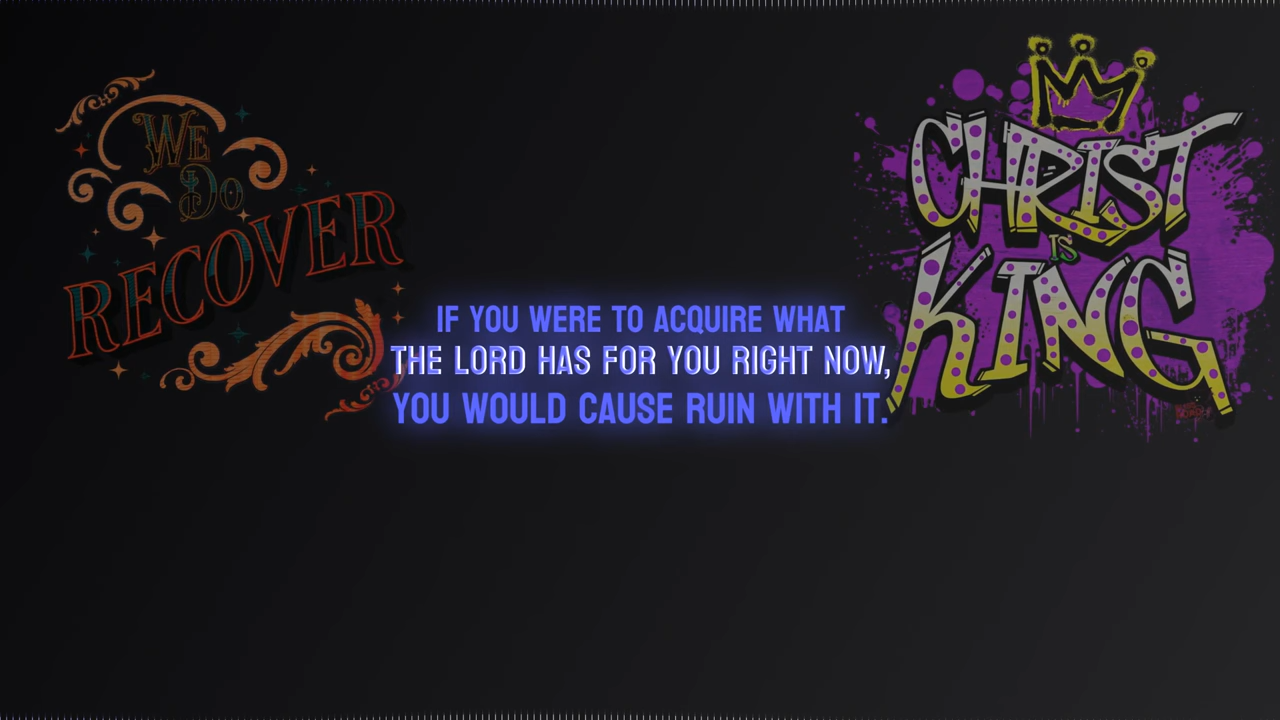 WE
DO
RECOVER
CHRIST
IS
KING
IF YOU WERE TO ACQUIRE WHAT
THE LORD HAS FOR YOU RIGHT NOW,
YOU WOULD CAUSE RUIN WITH IT.